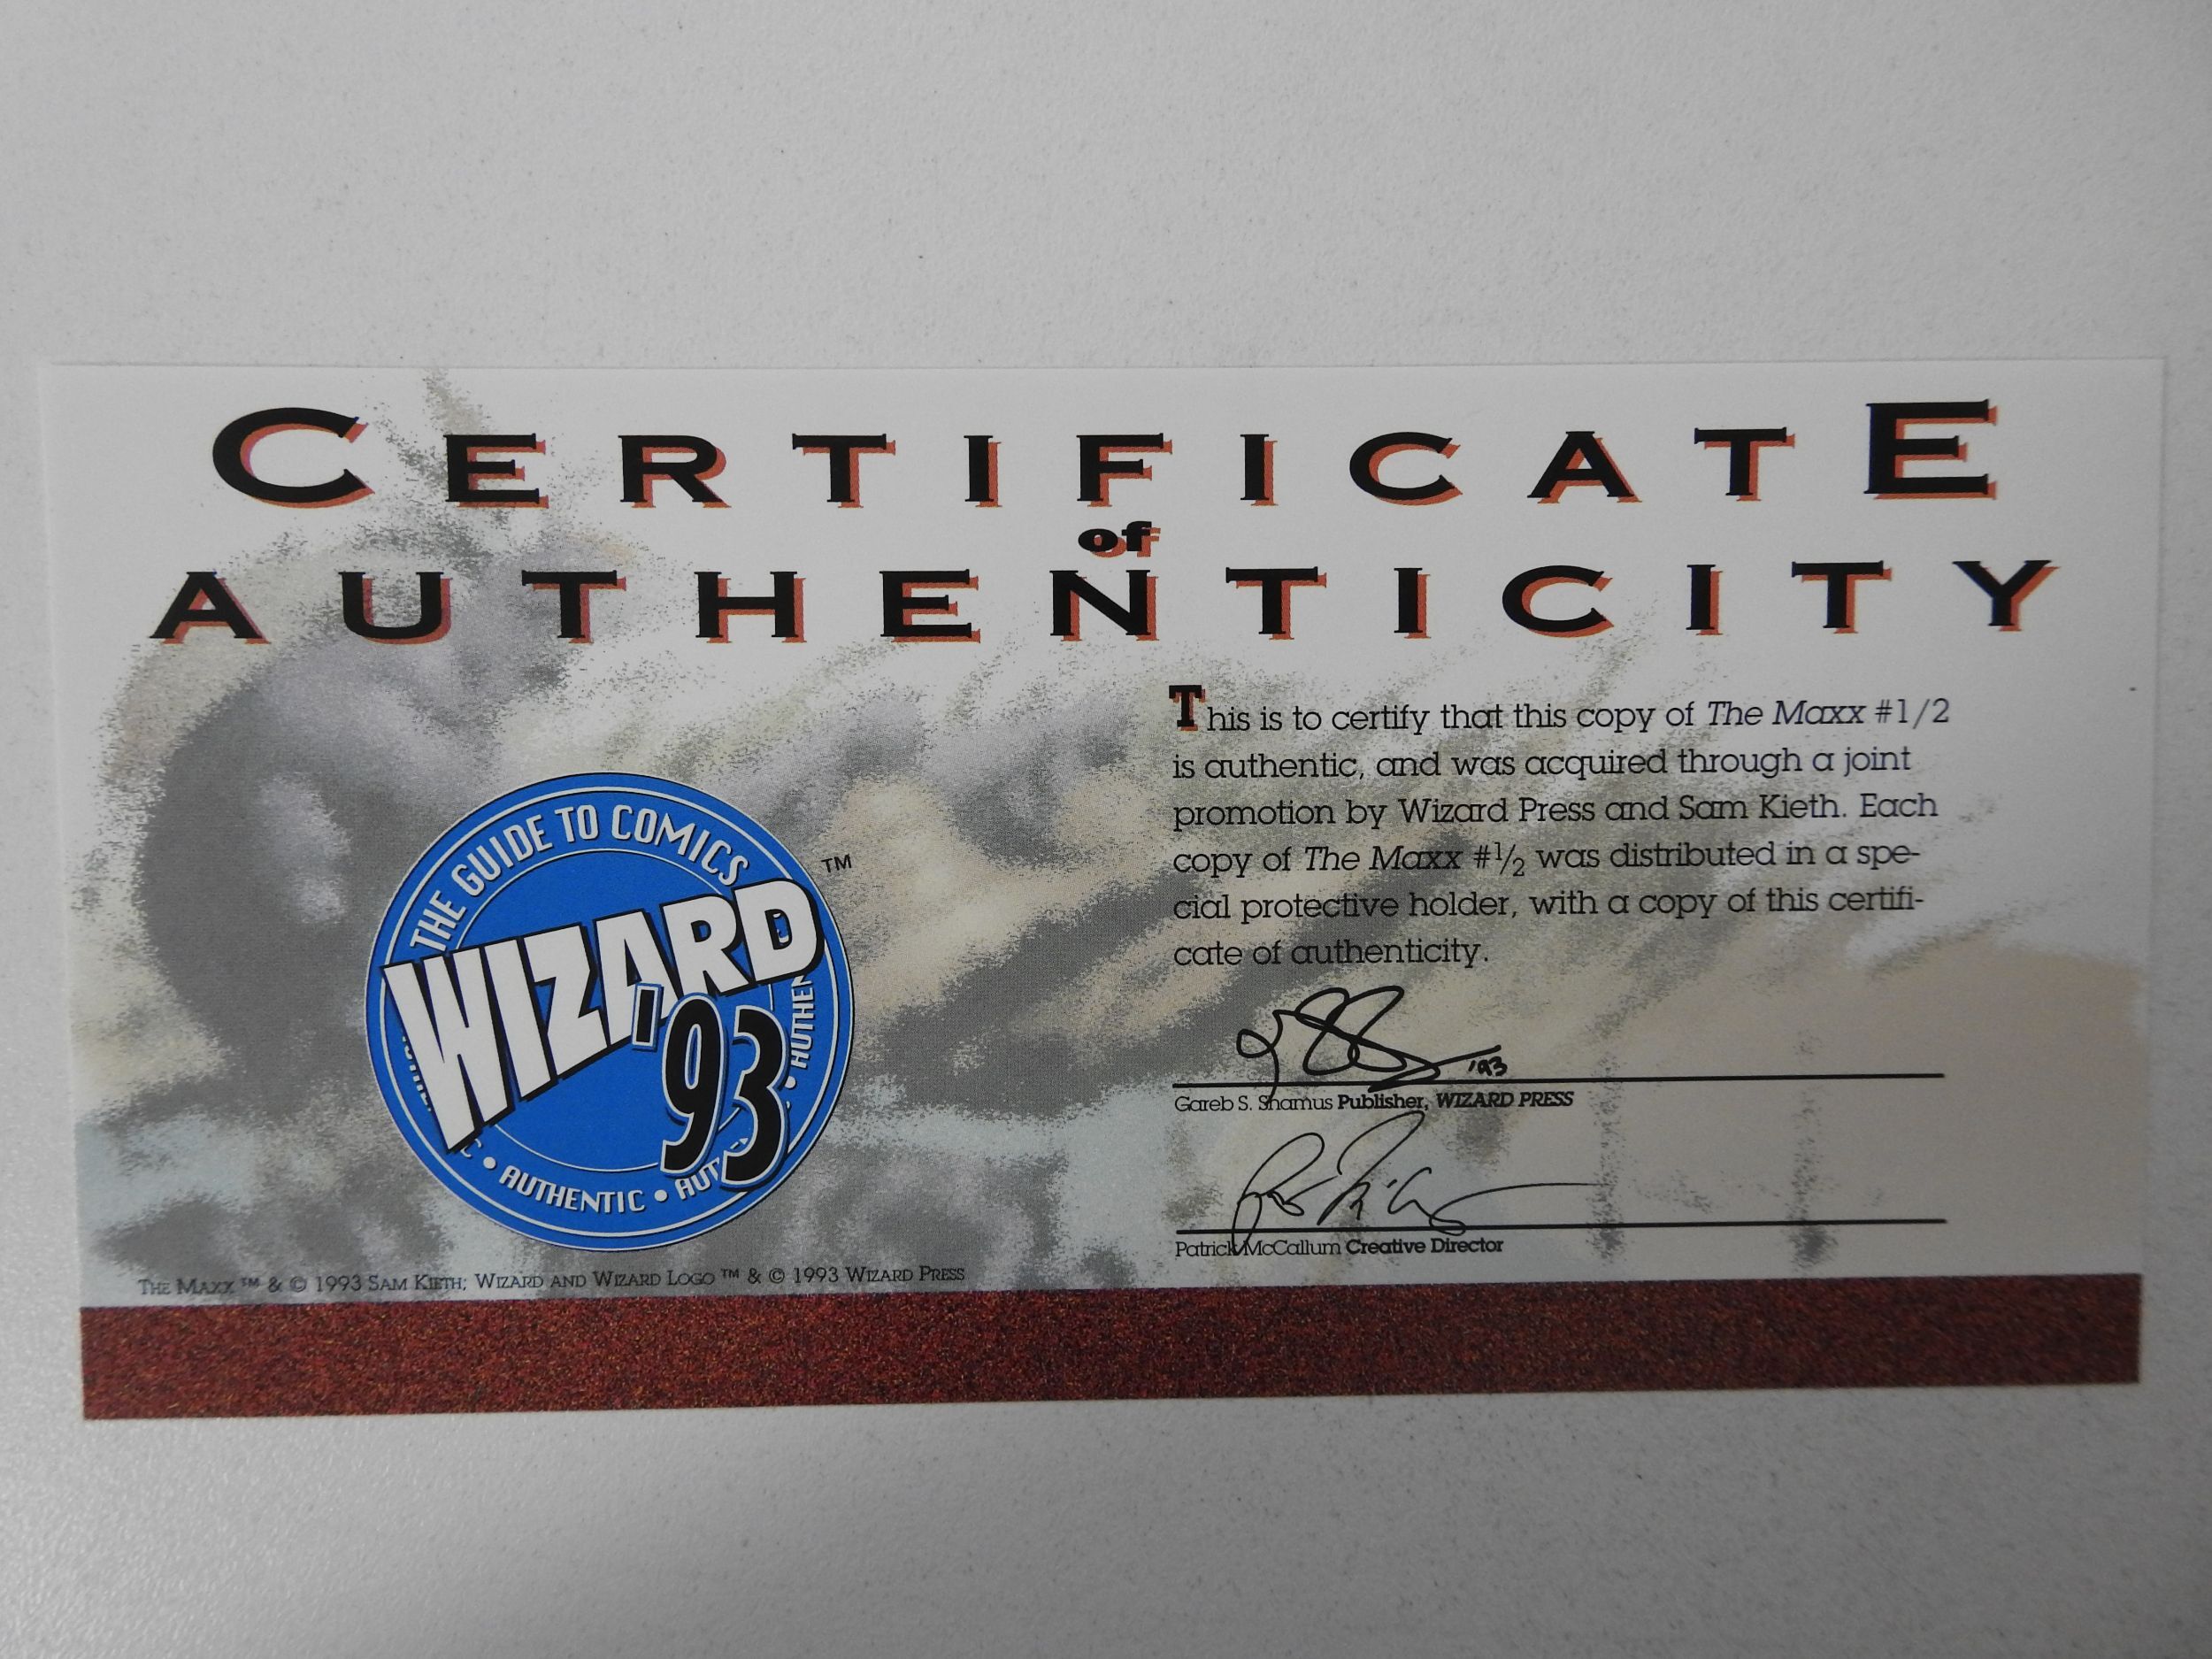 CERTIFICATE
of
AUTHENTICITY
This is to certify that this copy of The Maxx #1/2
is authentic, and was acquired through a joint
promotion by Wizard Press and Sam Kieth. Each
copy of The Maxx #½ was distributed in a spe-
cial protective holder, with a copy of this certifi-
cate of authenticity.
'93
Gareb S. Shamus Publisher, WIZARD PRESS
Patrick McCallum Creative Director
THE GUIDE TO COMICS
TM
WIZARD
'93
• AUTHENTIC •
THE MAXX ™ & © 1993 SAM KIETH; WIZARD AND WIZARD LOGO ™ & © 1993 WIZARD PRESS